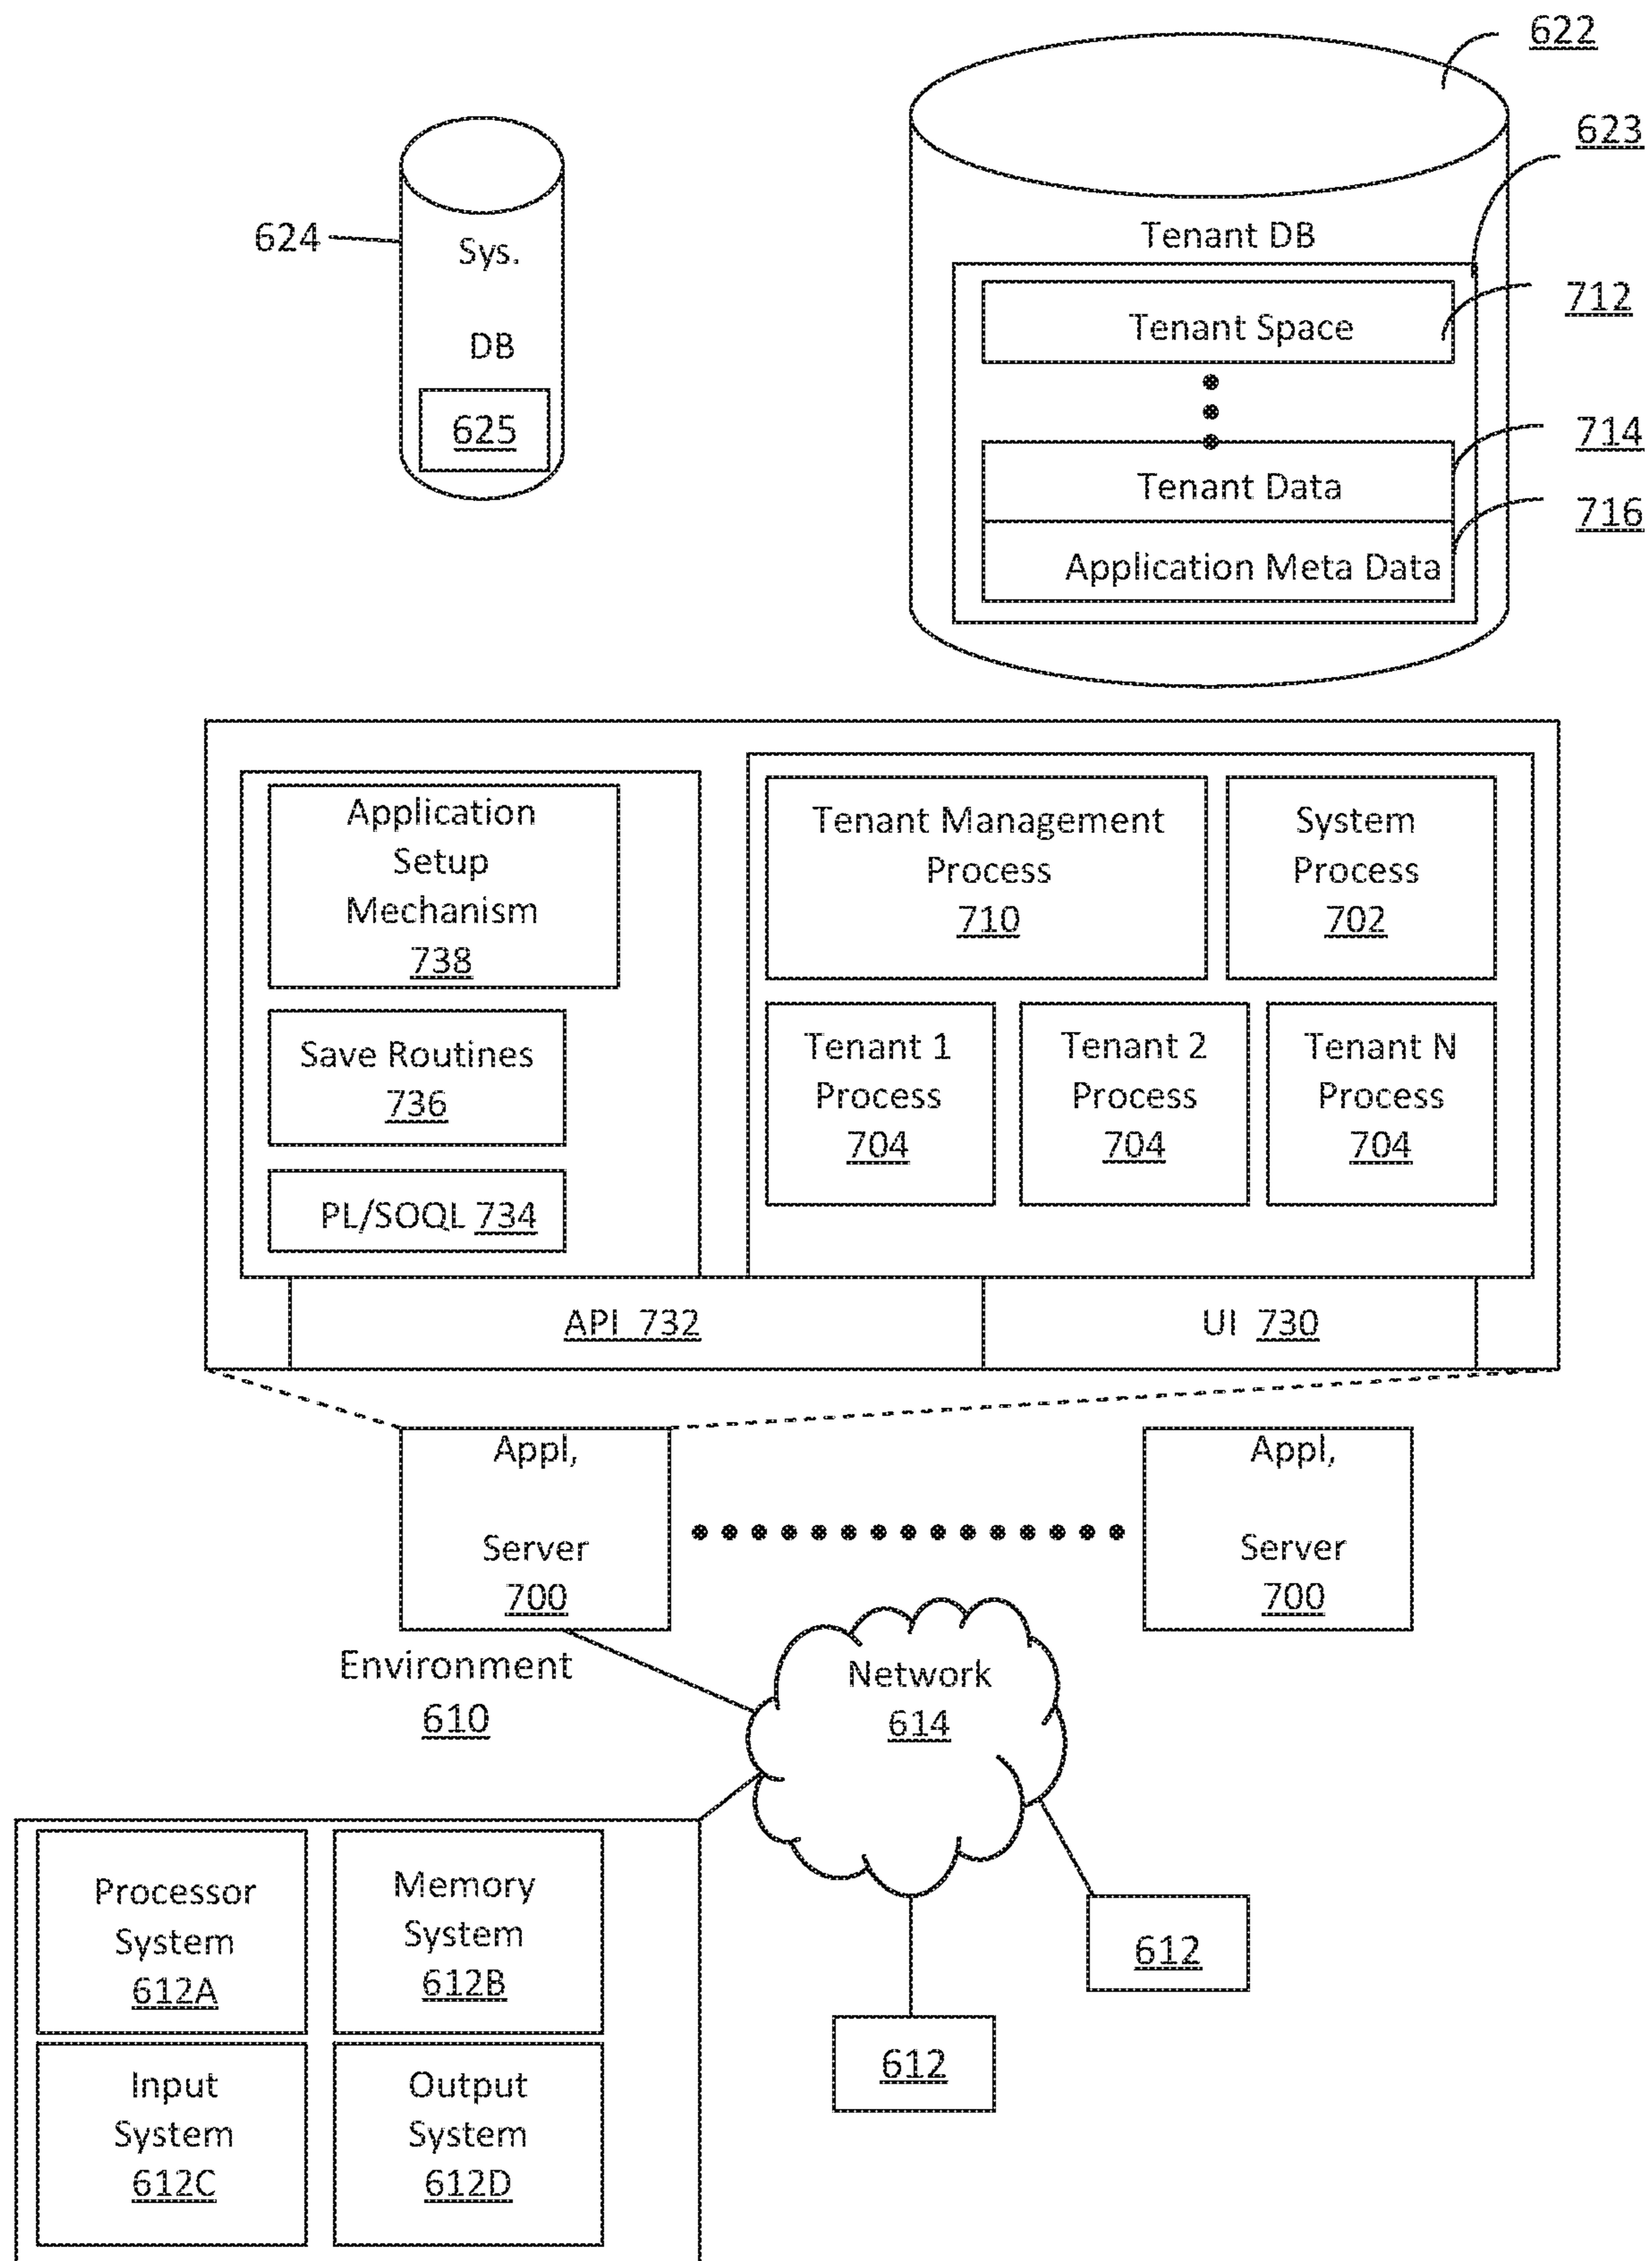 622
623
Tenant DB
624
Sys.
DB
625
Tenant Space
712
714
Tenant Data
716
Application Meta Data
Application
Setup
Mechanism
738
Save Routines
736
PL/SOQL 734
Tenant Management
Process
710
System
Process
702
Tenant 1
Process
704
Tenant 2
Process
704
Tenant N
Process
704
API 732
UI 730
Appl,
Server
700
Appl,
Server
700
Environment
610
Network
614
Processor
System
612A
Memory
System
612B
Input
System
612C
Output
System
612D
612
612